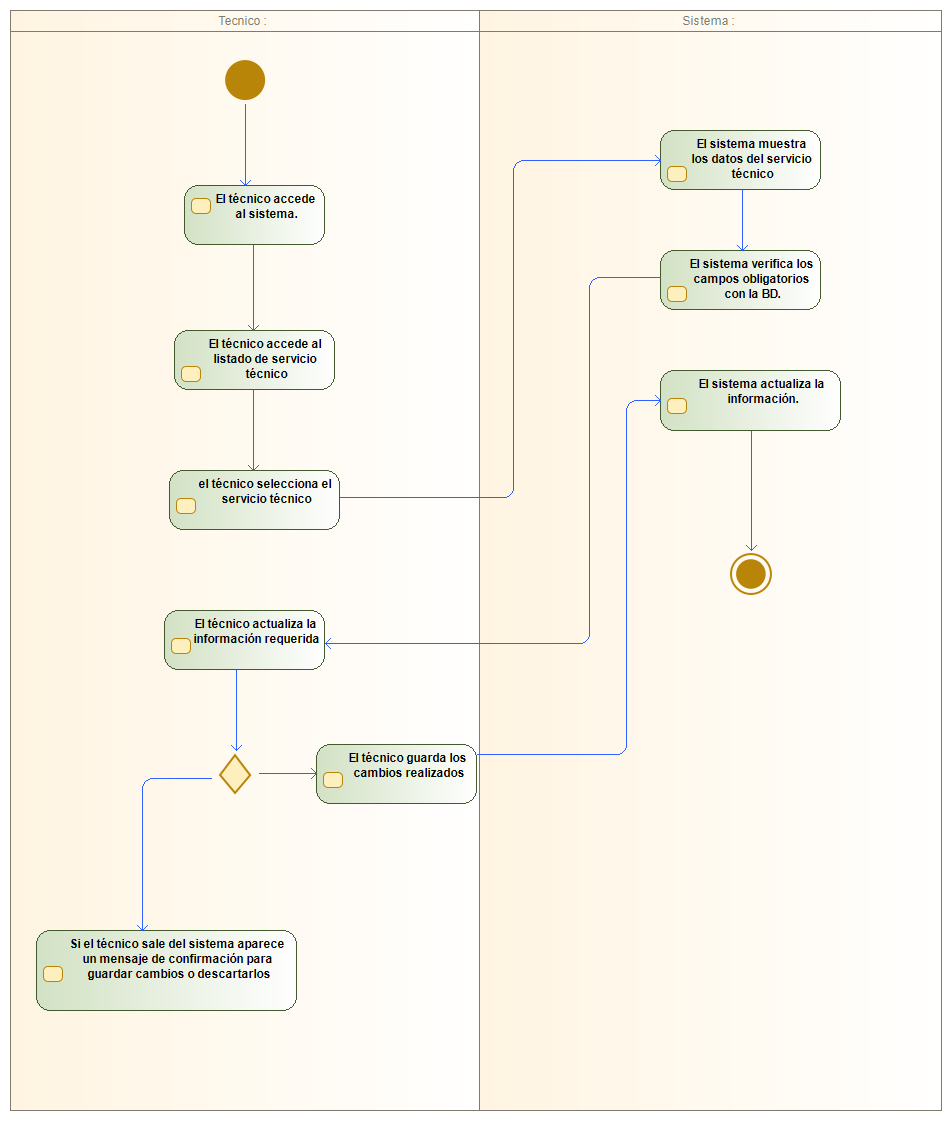 Tecnico :
Sistema :
El técnico accede
al sistema.
El técnico accede al
listado de servicio
técnico
el técnico selecciona el
servicio técnico
El sistema muestra
los datos del servicio
técnico
El sistema verifica los
campos obligatorios
con la BD.
El técnico actualiza la
información requerida
El técnico guarda los
cambios realizados
El sistema actualiza la
información.
Si el técnico sale del sistema aparece
un mensaje de confirmación para
guardar cambios o descartarlos